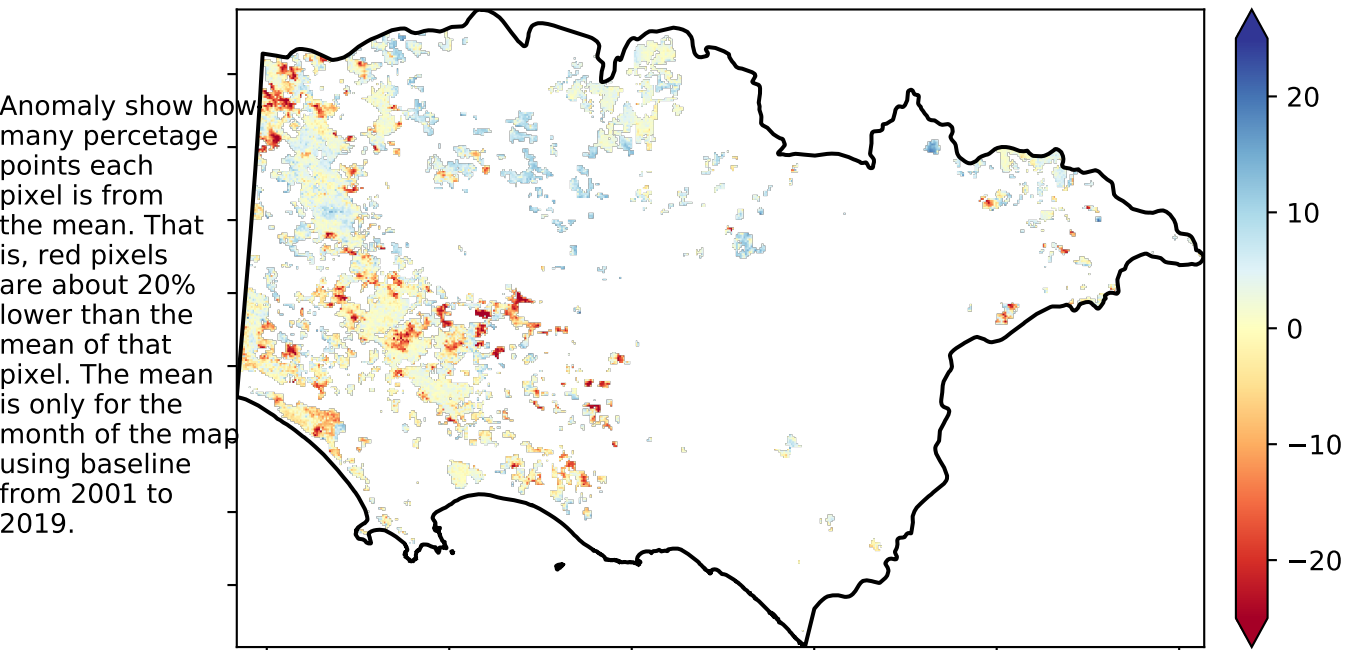 Anomaly show how
many percetage
points each
pixel is from
the mean. That
is, red pixels
are about 20%
lower than the
mean of that
pixel. The mean
is only for the
month of the map
using baseline
from 2001 to
2019.
20
10
0
−10
−20